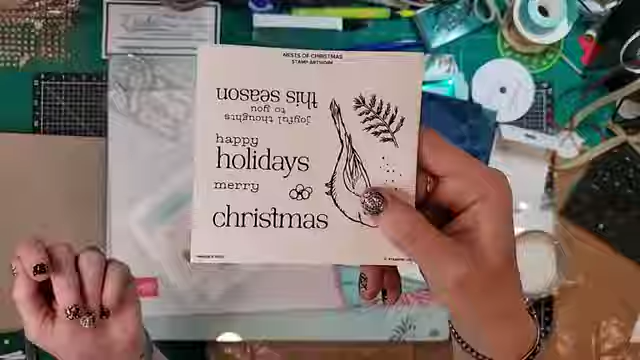 NESTS OF CHRISTMAS
STAMP ARTWORK
this season
to you
joyful thoughts
happy
holidays
merry
christmas